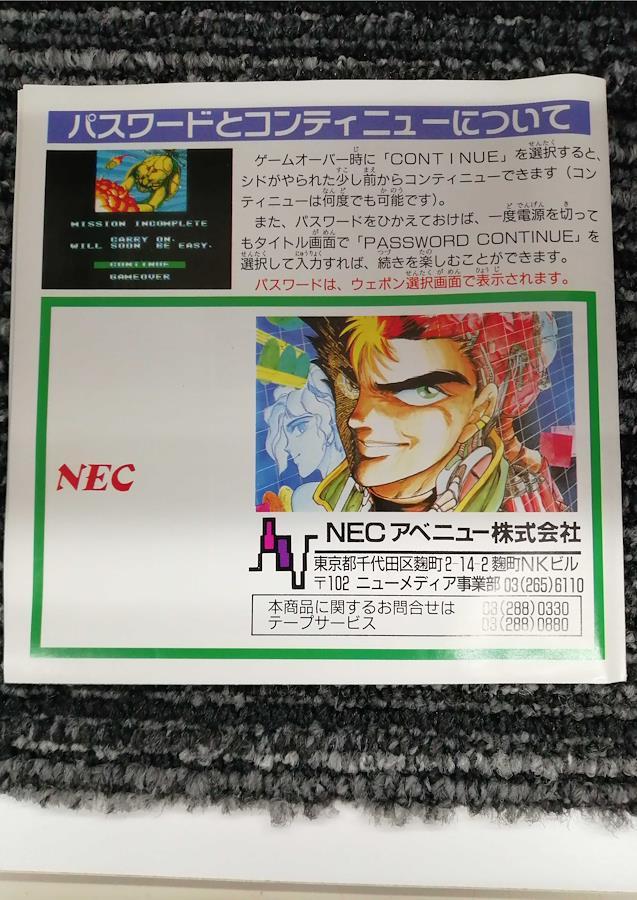 パスワードとコンティニューについて
MISSION INCOMPLETE
CARRY ON.
WILL SOON BE EASY.
CONTINUE
GAMEOVER
ゲームオーバー時に「CONTINUE」を選択すると、
シドがやられた少し前からコンティニューできます（コン
ティニューは何度でも可能です）。
また、パスワードをひかえておけば、一度電源を切って
もタイトル画面で「PASSWORD CONTINUE」を
選択して入力すれば、続きを楽しむことができます。
パスワードは、ウェポン選択画面で表示されます。
NEC
NECアベニュー株式会社
東京都千代田区麹町2-14-2麹町NKビル
〒102 ニューメディア事業部 03(265)6110
本商品に関するお問合せは 03(288)0330
テープサービス 03(288)0880